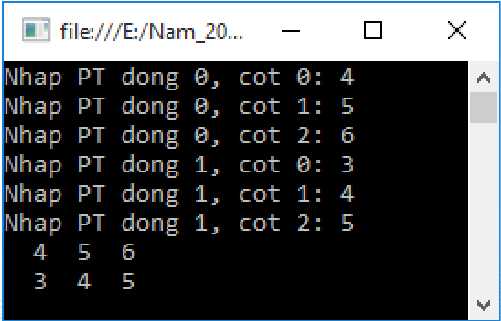 file:///E:/Nam_20...
Nhap PT dong 0, cot 0: 4
Nhap PT dong 0, cot 1: 5
Nhap PT dong 0, cot 2: 6
Nhap PT dong 1, cot 0: 3
Nhap PT dong 1, cot 1: 4
Nhap PT dong 1, cot 2: 5
4 5 6
3 4 5